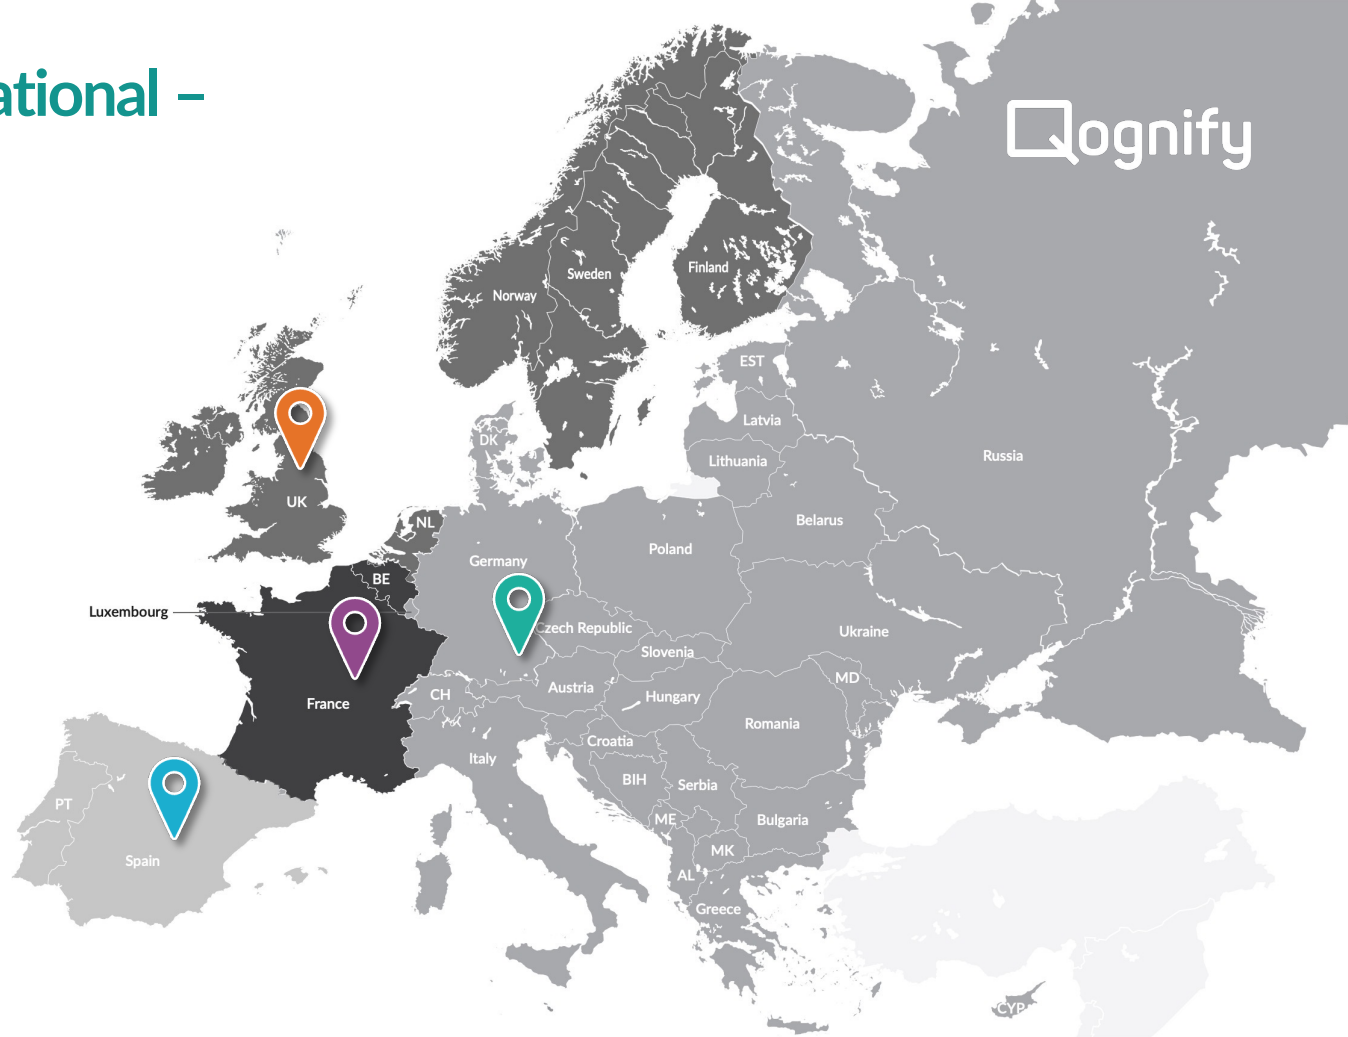 ational –
Qognify
Sweden
Finland
Norway
EST
Latvia
DK
Lithuania
Russia
UK
NL
Belarus
Poland
Germany
BE
Luxembourg
Czech Republic
Ukraine
Slovenia
MD
Austria
CH
Hungary
France
Romania
Croatia
Italy
BIH
Serbia
PT
ME
Bulgaria
MK
Spain
AL
Greece
CYP